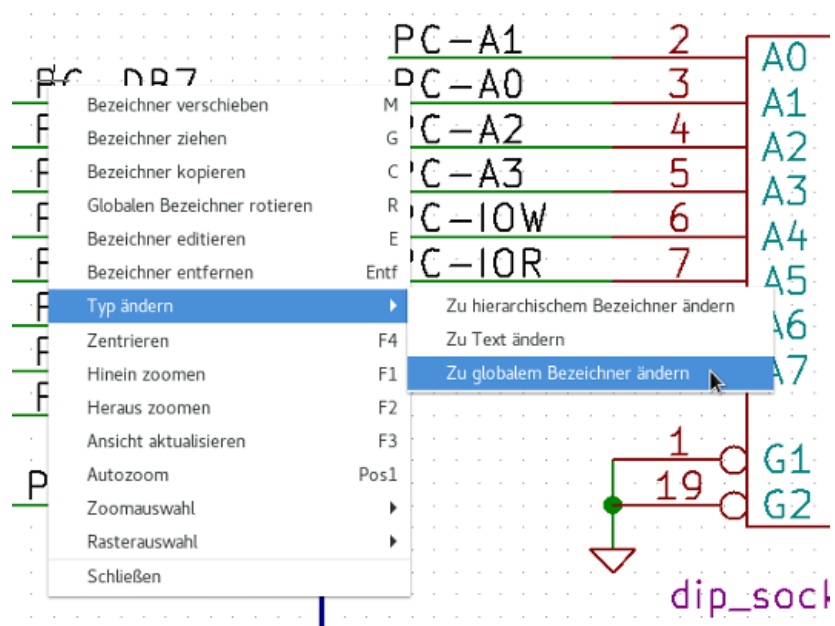 PC-A1 2 A0
PC-DB7 PC-A0 3 A1
PC-A2 4 A2
PC-A3 5 A3
PC-IOW 6 A4
PC-IOR 7 A5
A6
A7
Bezeichner verschieben M
Bezeichner ziehen G
Bezeichner kopieren C
Globalen Bezeichner rotieren R
Bezeichner editieren E
Bezeichner entfernen Entf
Typ ändern
Zentrieren F4
Hinein zoomen F1
Heraus zoomen F2
Ansicht aktualisieren F3
Autozoom Pos1
Zoomauswahl
Rasterauswahl
Schließen
Zu hierarchischem Bezeichner ändern
Zu Text ändern
Zu globalem Bezeichner ändern
1 G1
19 G2
P
dip_sock